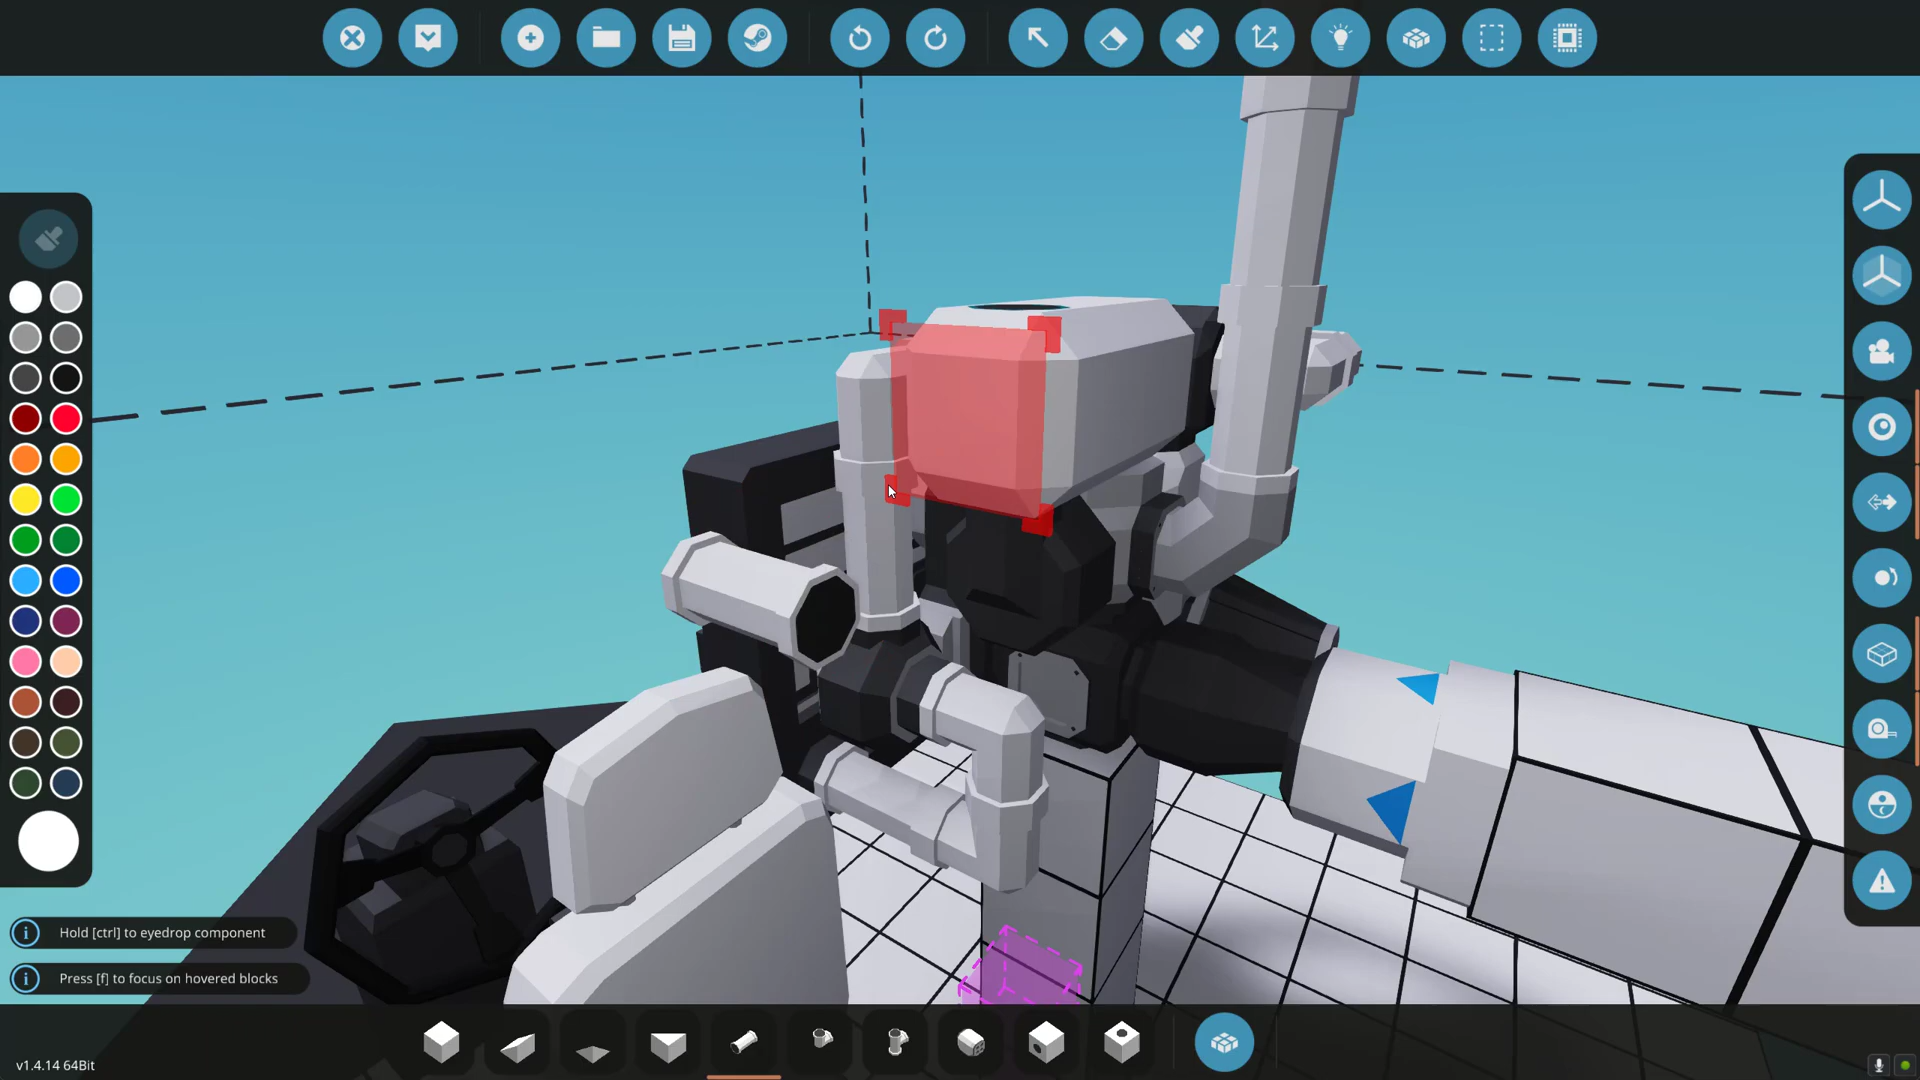 Hold [ctrl] to eyedrop component
Press [f] to focus on hovered blocks
v1.4.14 64Bit